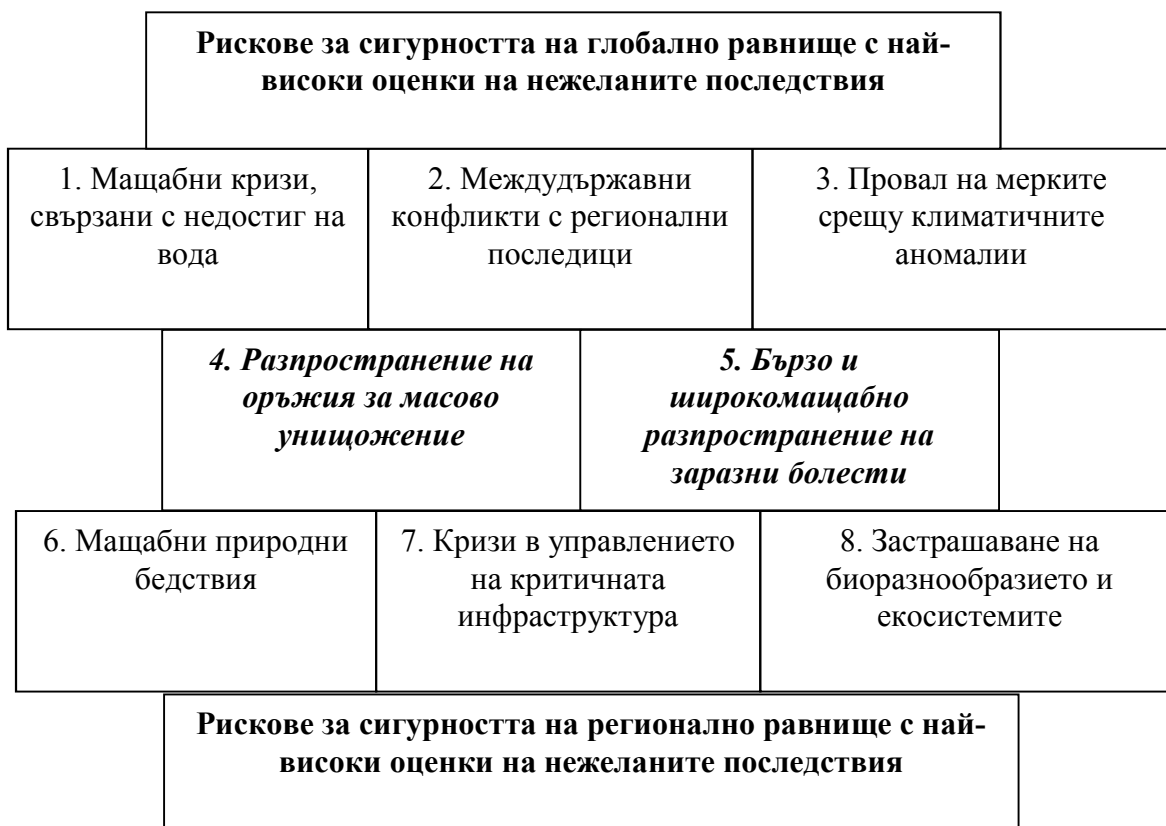 Рискове за сигурността на глобално равнище с най-
високи оценки на нежеланите последствия
1. Мащабни кризи,
свързани с недостиг на
вода
2. Междудържавни
конфликти с регионални
последици
3. Провал на мерките
срещу климатичните
аномалии
4. Разпространение на
оръжия за масово
унищожение
5. Бързо и
широкомащабно
разпространение на
заразни болести
6. Мащабни природни
бедствия
7. Кризи в управлението
на критичната
инфраструктура
8. Застрашаване на
биоразнообразието и
екосистемите
Рискове за сигурността на регионално равнище с най-
високи оценки на нежеланите последствия